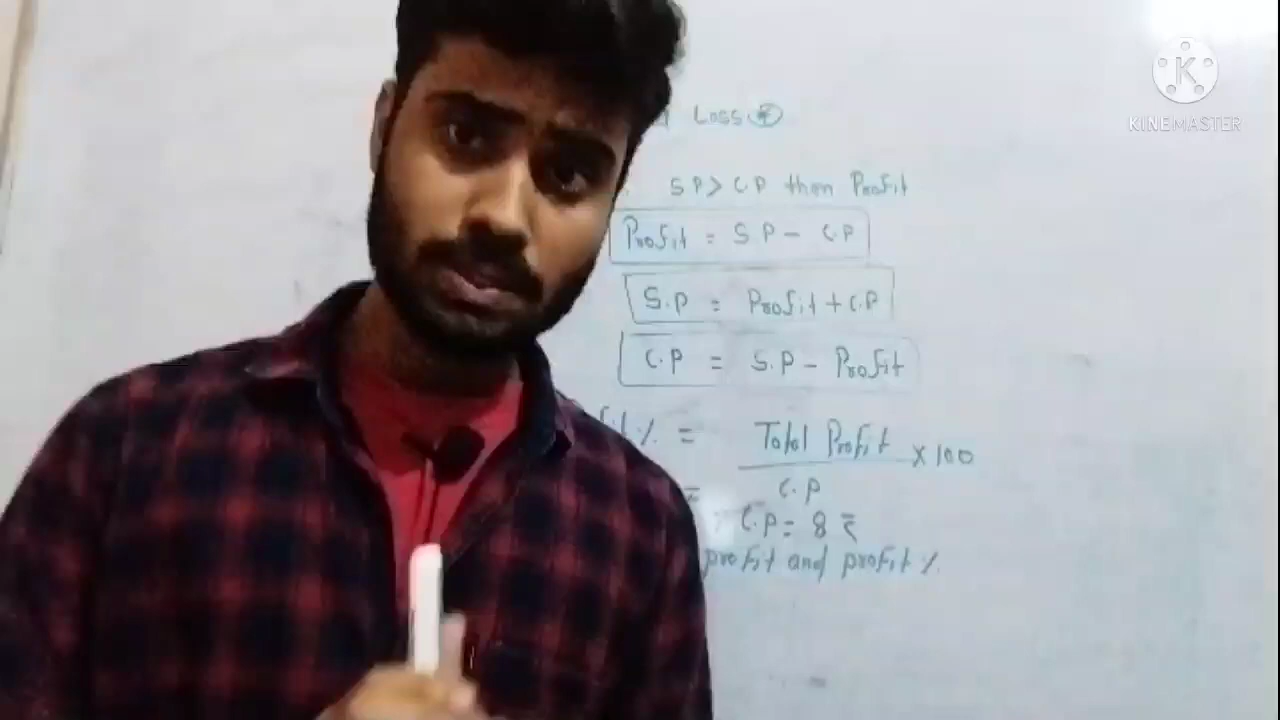 Loss
KINEMASTER
S.P > C.P then Profit
Profit = S.P - C.P
S.P = Profit + C.P
C.P = S.P - Profit
% = Total Profit × 100
C.P
C.P = 8 ₹
profit and profit %